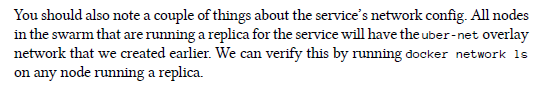 You should also note a couple of things about the service’s network config. All nodes
in the swarm that are running a replica for the service will have the uber-net overlay
network that we created earlier. We can verify this by running docker network ls
on any node running a replica.